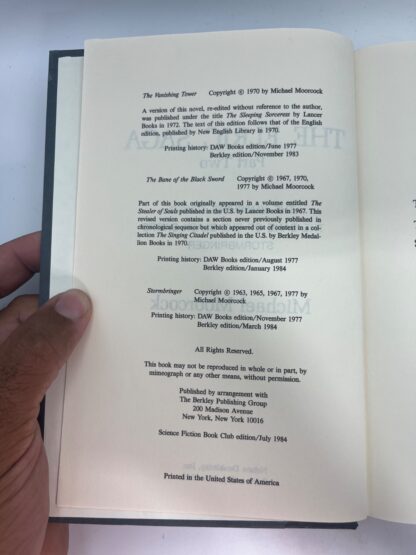 The Vanishing Tower Copyright © 1970 by Michael Moorcock
A version of this novel, re-edited without reference to the author,
was published under the title The Sleeping Sorceress by Lancer
Books in 1972. The text of this edition follows that of the English
edition, published by New English Library in 1970.
Printing history: DAW Books edition/June 1977
Berkley edition/November 1983
The Bane of the Black Sword Copyright © 1967, 1970,
1977 by Michael Moorcock
Part of this book originally appeared in a volume entitled The
Stealer of Souls published in the U.S. by Lancer Books in 1967. This
revised version contains a section never previously published in
chronological sequence but which appeared out of context in a col-
lection The Singing Citadel published in the U.S. by Berkley Medal-
lion Books in 1970.
Printing history: DAW Books edition/August 1977
Berkley edition/January 1984
Stormbringer Copyright © 1963, 1965, 1967, 1977 by
Michael Moorcock
Printing history: DAW Books edition/November 1977
Berkley edition/March 1984
All Rights Reserved.
This book may not be reproduced in whole or in part, by
mimeograph or any other means, without permission.
Published by arrangement with
The Berkley Publishing Group
200 Madison Avenue
New York, New York 10016
Science Fiction Book Club edition/July 1984
Printed in the United States of America